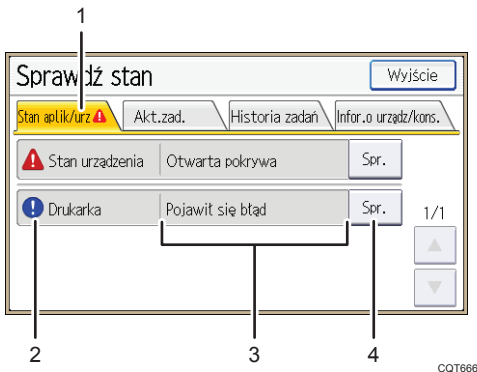 1
Sprawdź stan
Wyjście
Stan aplik/urz
Akt.zad.
Historia zadań
Infor.o urządz/kons.
Stan urządzenia
Otwarta pokrywa
Spr.
Drukarka
Pojawił się błąd
Spr.
1/1
2
3
4
CQT666